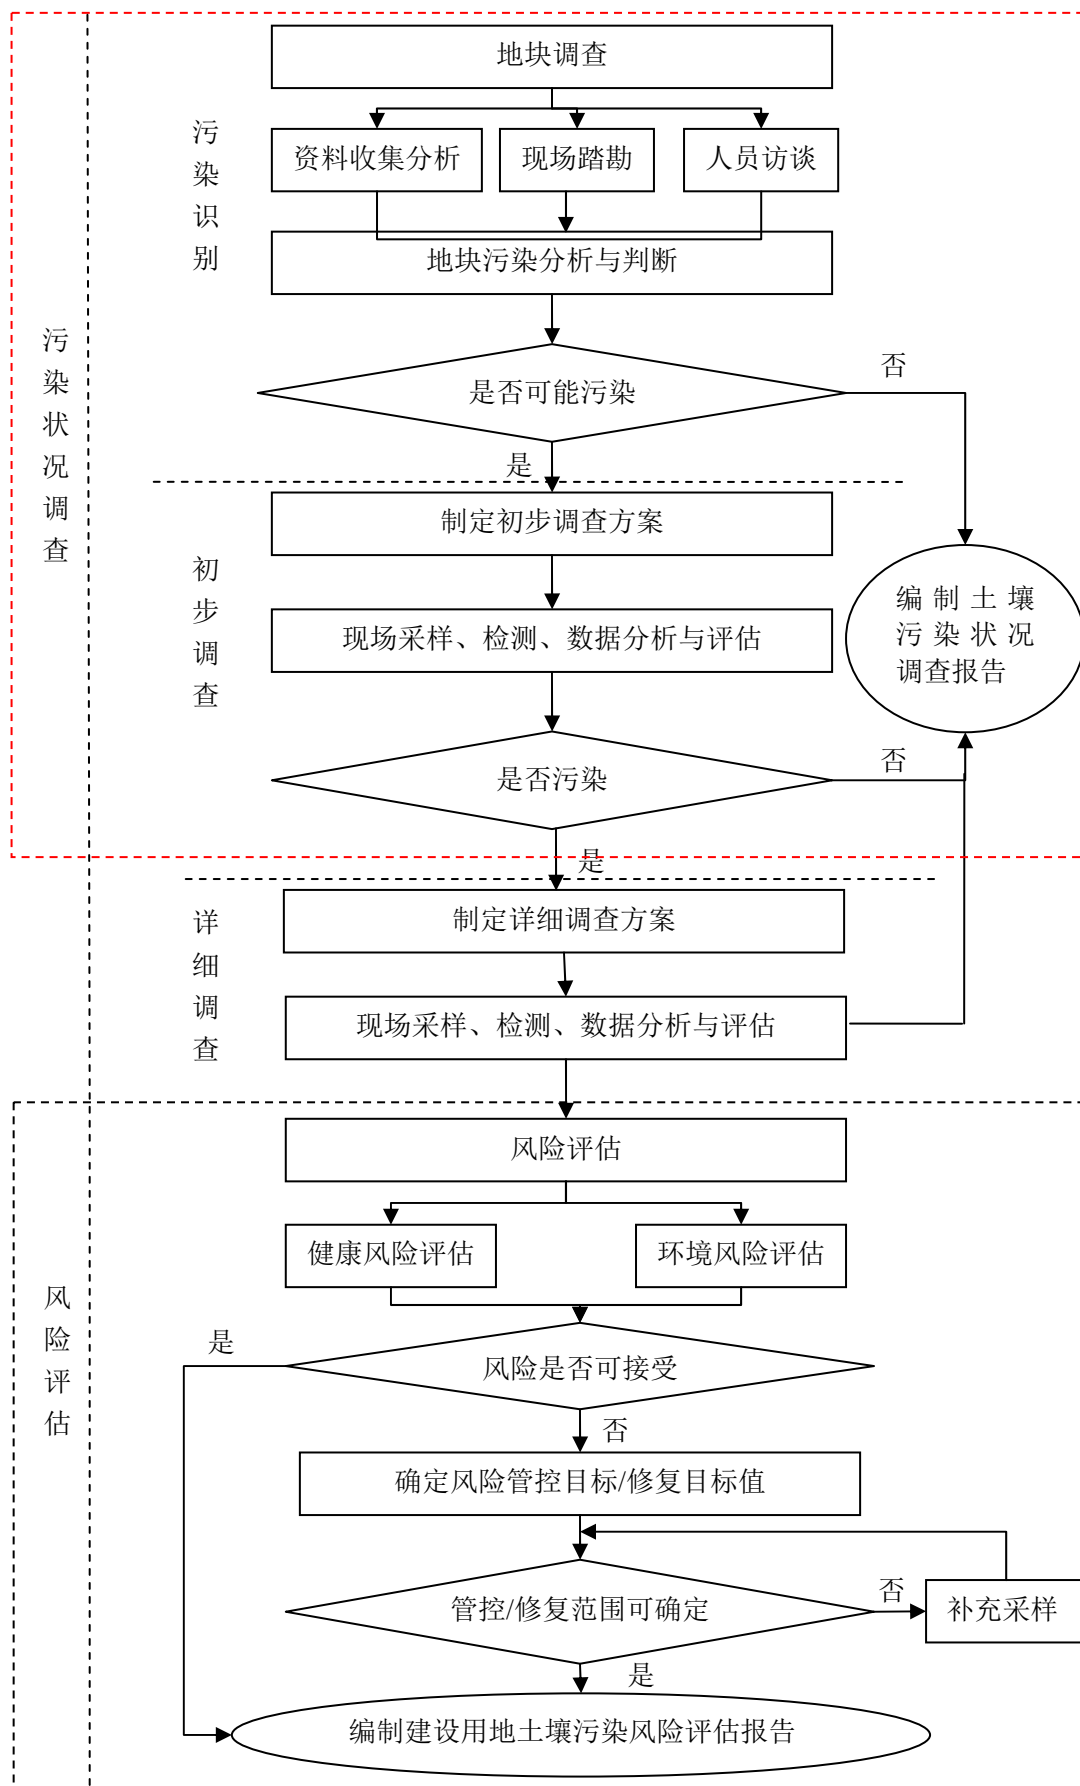 地块调查
资料收集分析
现场踏勘
人员访谈
污染识别
地块污染分析与判断
污染状况调查
是否可能污染
否
是
制定初步调查方案
初步调查
现场采样、检测、数据分析与评估
编制土壤
污染状况
调查报告
是否污染
否
是
制定详细调查方案
详细调查
现场采样、检测、数据分析与评估
风险评估
健康风险评估
环境风险评估
风险评估
是
风险是否可接受
否
确定风险管控目标/修复目标值
管控/修复范围可确定
否
补充采样
是
编制建设用地土壤污染风险评估报告